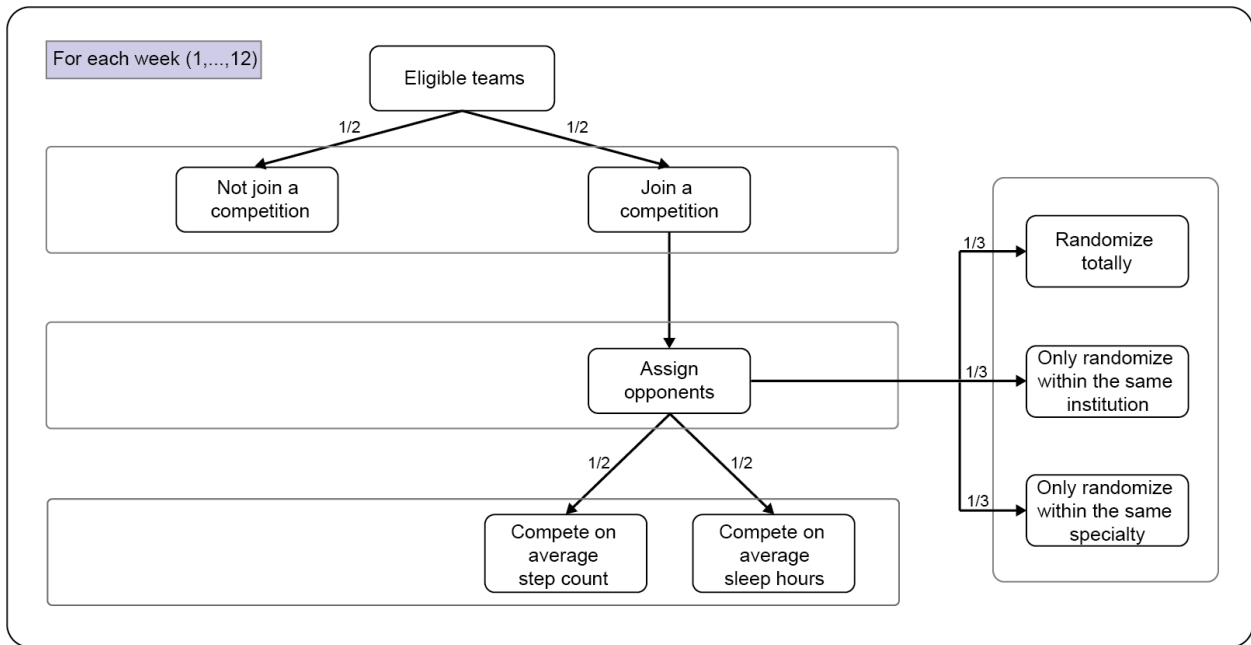 For each week (1,...,12)
Eligible teams
1/2
1/2
Not join a
competition
Join a
competition
1/3
Randomize
totally
Assign
opponents
1/3
Only randomize
within the same
institution
1/2
1/2
1/3
Only randomize
within the same
specialty
Compete on
average
step count
Compete on
average
sleep hours